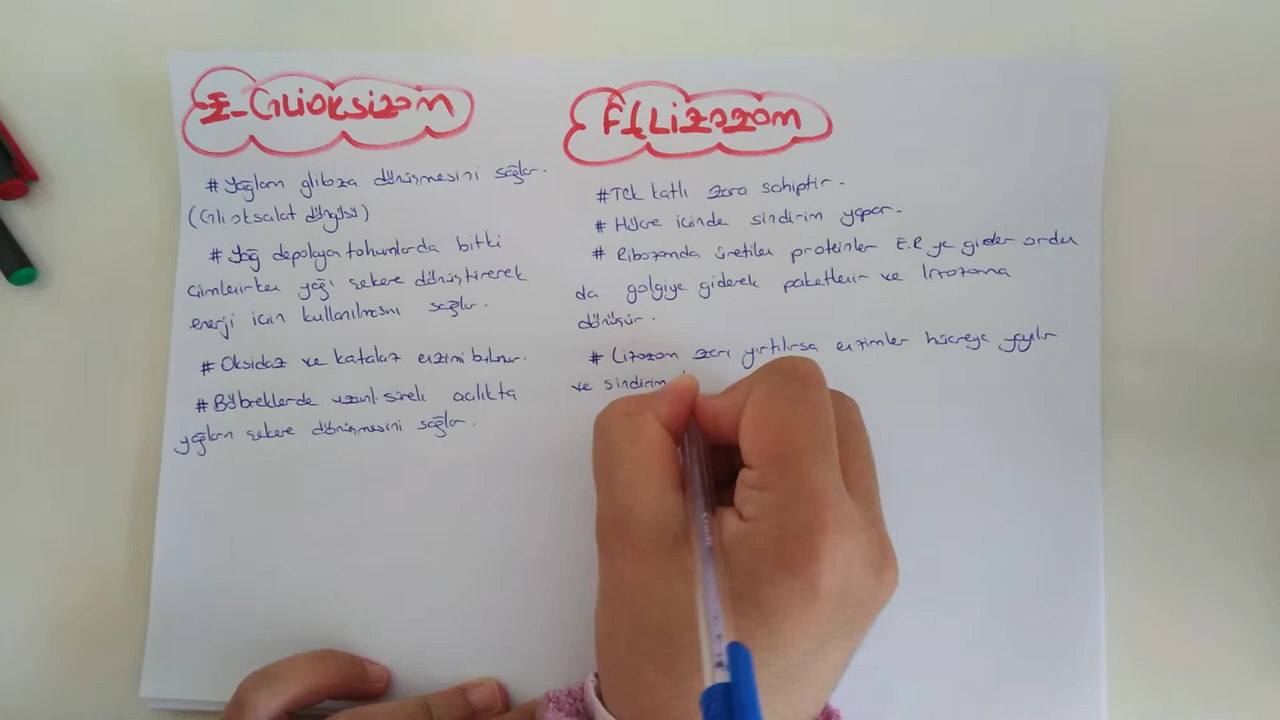 E-Glioksizom
# Yağların glikoza dönüşmesini sağlar.
(Glioksalat döngüsü)
# Yağ depolaya tohumlarda bitki
çimlenirken yağı şekere dönüştürerek
enerji için kullanılmasını sağlar.
# Oksidaz ve katalaz enzimi bulunur.
# Böbreklerde uzun süreli açlıkta
yağların şekere dönüşmesini sağlar.
F-Lizozom
# Tek katlı zara sahiptir.
# Hücre içinde sindirim yapar.
# Ribozomda üretilen proteinler E.R ye gider ordan
da golgiye giderek paketlenir ve lizozoma
dönüşür.
# Lizozom zarı yırtılırsa enzimler hücreye yayılır
ve sindirim